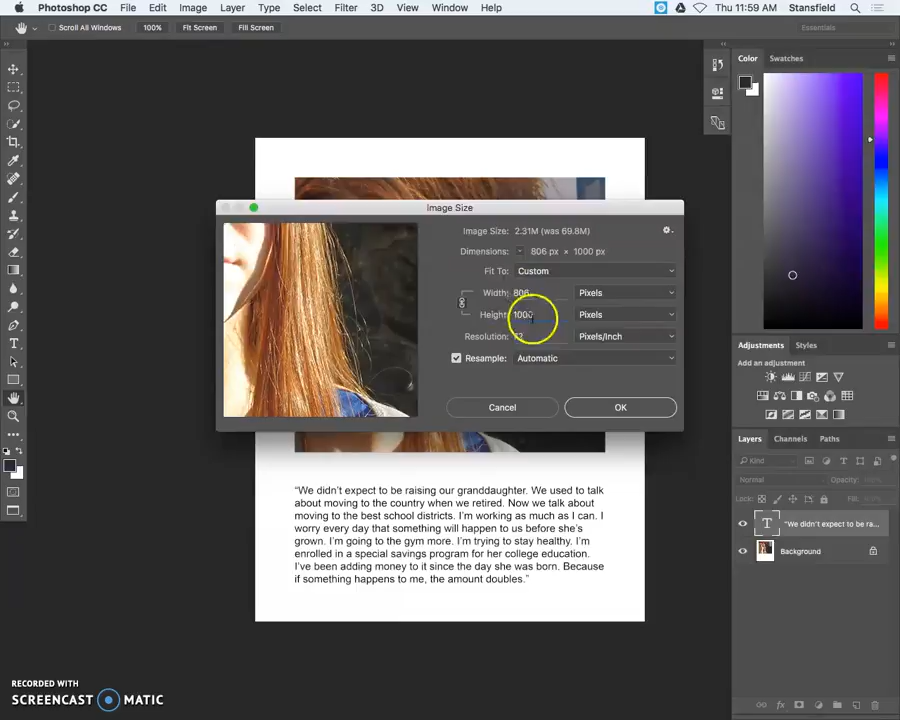 Photoshop CC File Edit Image Layer Type Select Filter 3D View Window Help Thu 11:59 AM Stansfield
Scroll All Windows 100% Fit Screen Fill Screen Essentials
Color Swatches
Image Size
Image Size: 2.31M (was 69.8M)
Dimensions: 806 px × 1000 px
Fit To: Custom
Width: 806 Pixels
Height: 1000 Pixels
Resolution: 72 Pixels/Inch
Resample: Automatic
Cancel OK
Adjustments Styles
Add an adjustment
Layers Channels Paths
Kind
Normal Opacity:
Lock: Fill:
T "We didn't expect to be ra...
Background
“We didn’t expect to be raising our granddaughter. We used to talk
about moving to the country when we retired. Now we talk about
moving to the best school districts. I’m working as much as I can. I
worry every day that something will happen to us before she’s
grown. I’m going to the gym more. I’m trying to stay healthy. I’m
enrolled in a special savings program for her college education.
I’ve been adding money to it since the day she was born. Because
if something happens to me, the amount doubles.”
RECORDED WITH
SCREENCAST MATIC